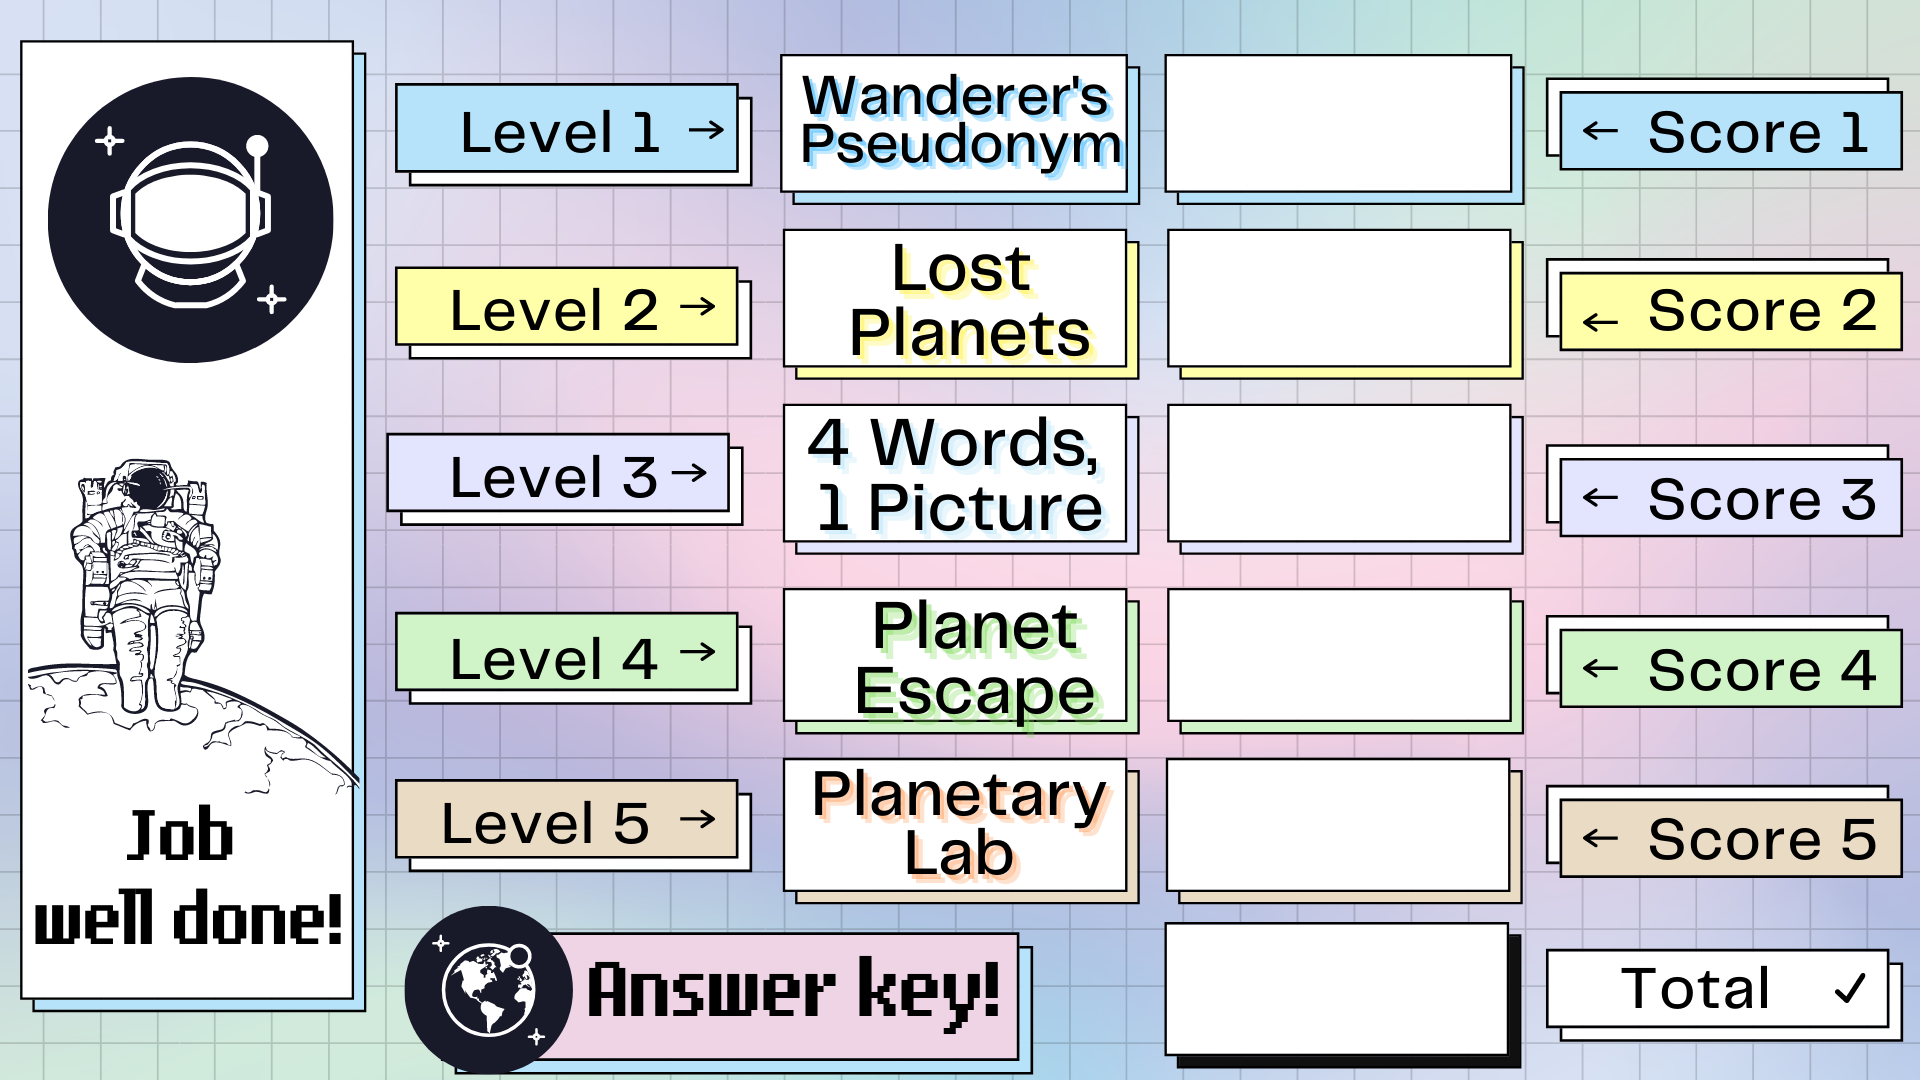 Level 1 →
Wanderer's
Pseudonym
← Score 1
Level 2 →
Lost
Planets
← Score 2
Level 3 →
4 Words,
1 Picture
← Score 3
Level 4 →
Planet
Escape
← Score 4
Level 5 →
Planetary
Lab
← Score 5
Job
well done!
Answer key!
Total ✓